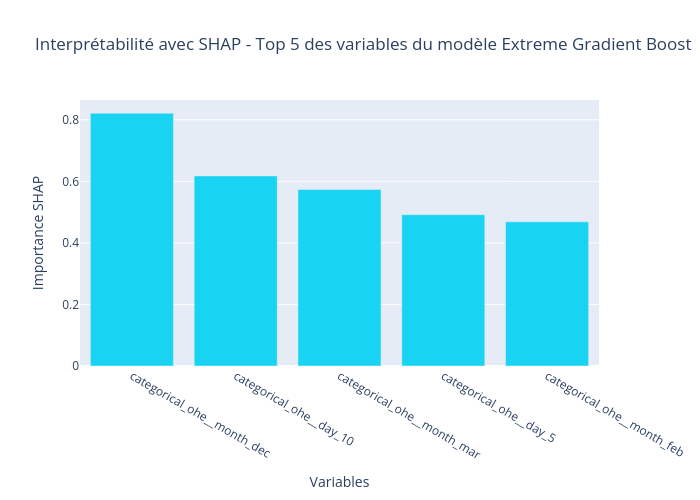 Interprétabilité avec SHAP - Top 5 des variables du modèle Extreme Gradient Boost
Importance SHAP
0.8
0.6
0.4
0.2
0
categorical_ohe__month_dec
categorical_ohe__day_10
categorical_ohe__month_mar
categorical_ohe__day_5
categorical_ohe__month_feb
Variables